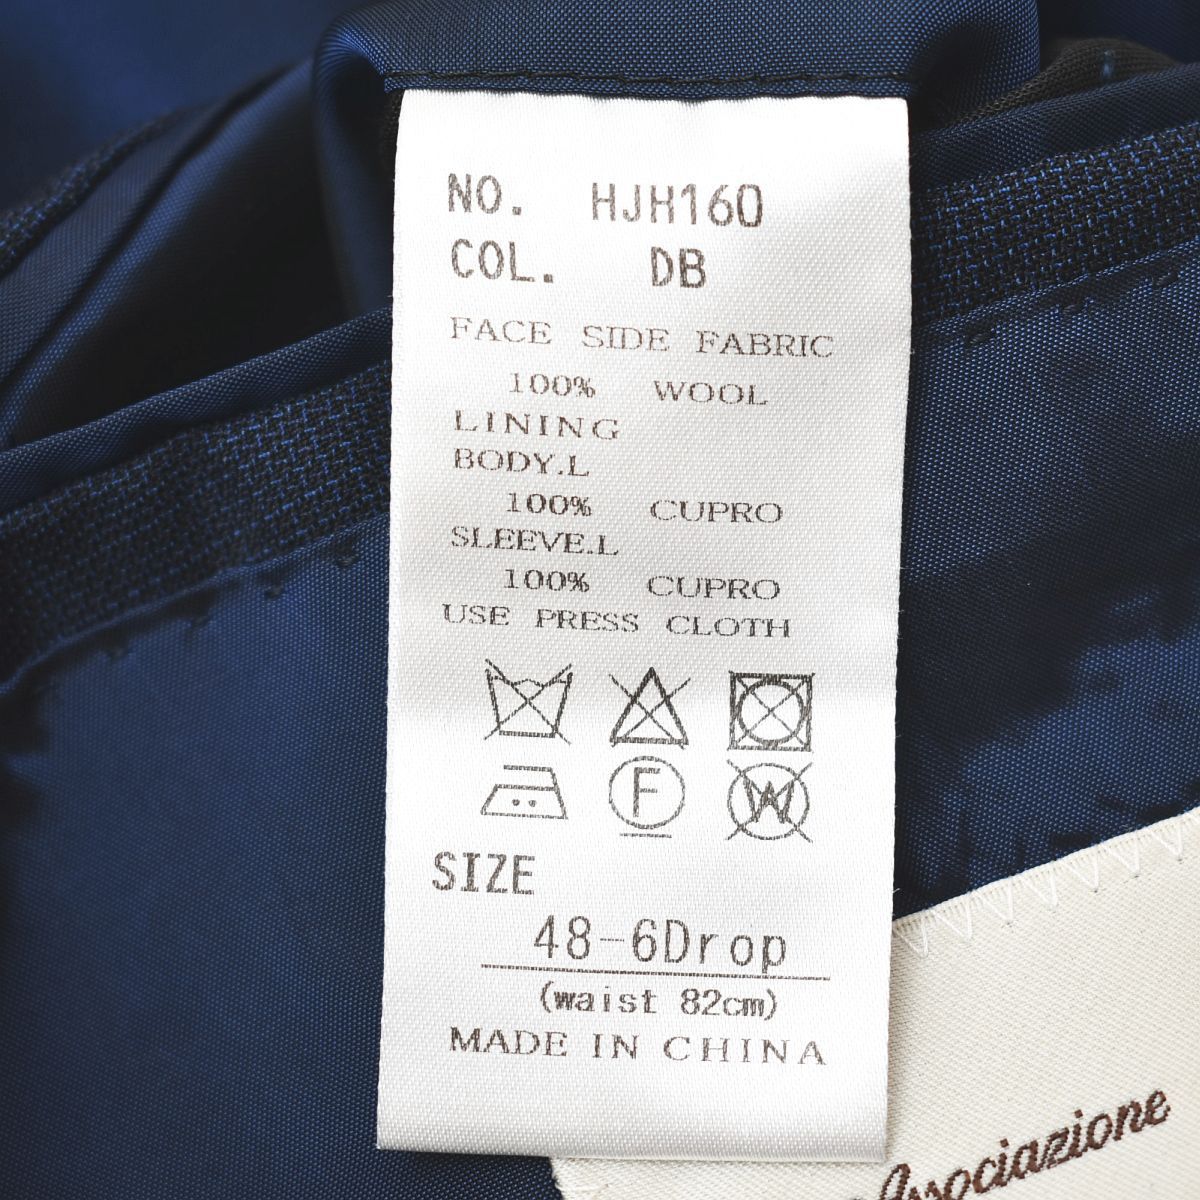 NO. HJH160
COL. DB
FACE SIDE FABRIC
100% WOOL
LINING
BODY.L
100% CUPRO
SLEEVE.L
100% CUPRO
USE PRESS CLOTH
F
W
SIZE
48-6Drop
(waist 82cm)
MADE IN CHINA
Associazione